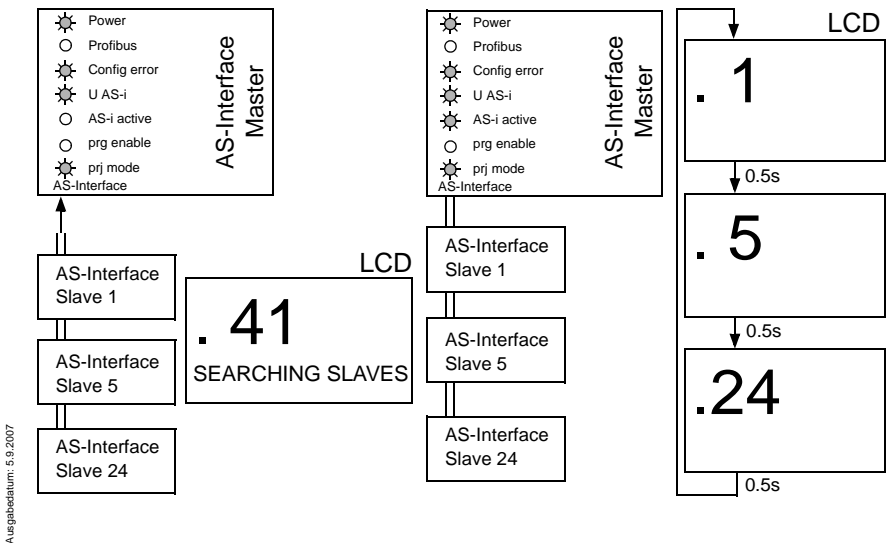 Power
Profibus
Config error
U AS-i
AS-i active
prg enable
prj mode
AS-Interface
AS-Interface
Master
AS-Interface
Slave 1
AS-Interface
Slave 5
AS-Interface
Slave 24
LCD
. 41
SEARCHING SLAVES
Power
Profibus
Config error
U AS-i
AS-i active
prg enable
prj mode
AS-Interface
AS-Interface
Master
AS-Interface
Slave 1
AS-Interface
Slave 5
AS-Interface
Slave 24
LCD
. 1
0.5s
. 5
0.5s
.24
0.5s
Ausgabedatum: 5.9.2007